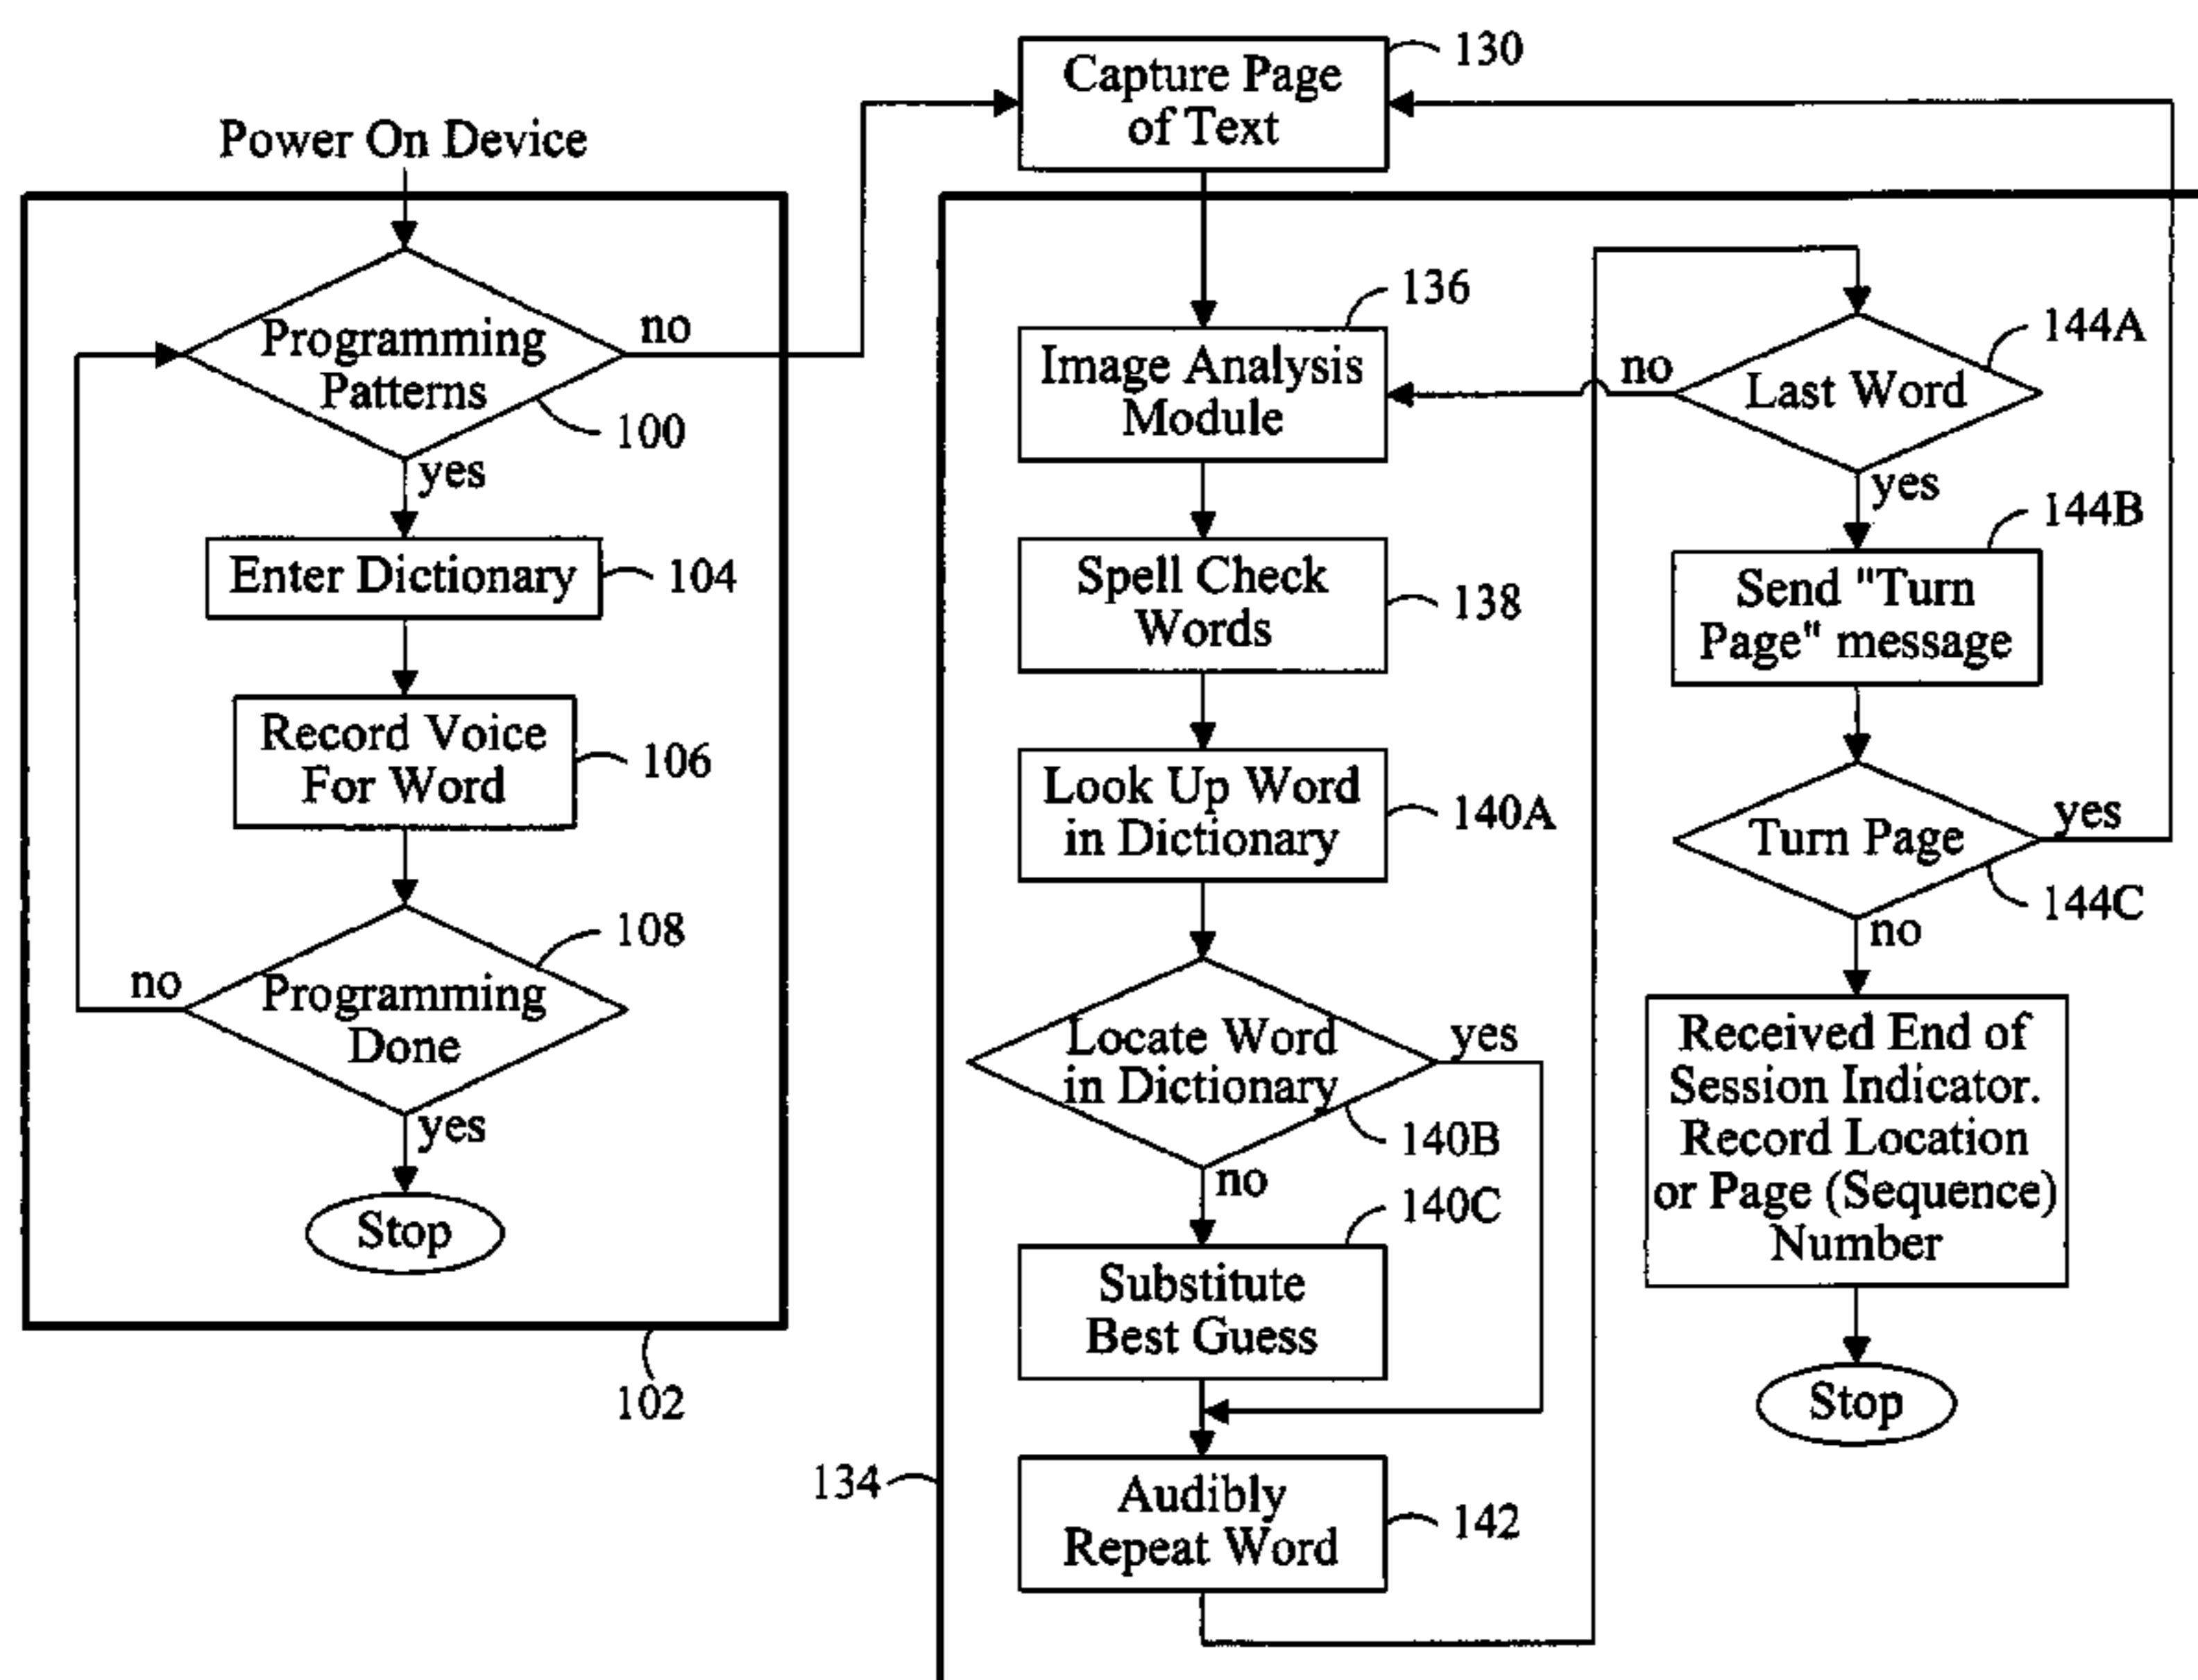 Power On Device
Programming
Patterns
100
no
yes
Enter Dictionary
104
Record Voice
For Word
106
108
Programming
Done
no
yes
Stop
102
Capture Page
of Text
130
134
136
Image Analysis
Module
Spell Check
Words
138
Look Up Word
in Dictionary
140A
Locate Word
in Dictionary
yes
140B
no
140C
Substitute
Best Guess
Audibly
Repeat Word
142
144A
Last Word
no
yes
144B
Send "Turn
Page" message
Turn Page
yes
144C
no
Received End of
Session Indicator.
Record Location
or Page (Sequence)
Number
Stop